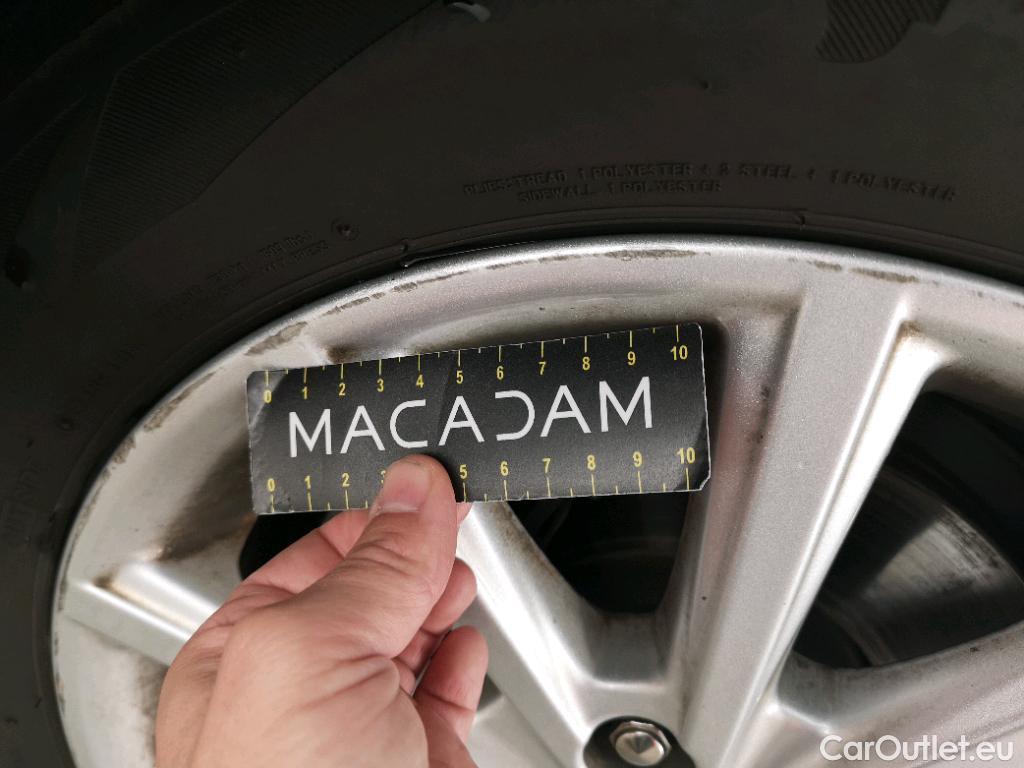 PLIES: TREAD 1 POLYESTER + 2 STEEL + 1 POLYESTER
SIDEWALL 1 POLYESTER
0 1 2 3 4 5 6 7 8 9 10
MACADAM
0 1 2 3 5 6 7 8 9 10
CarOutlet.eu